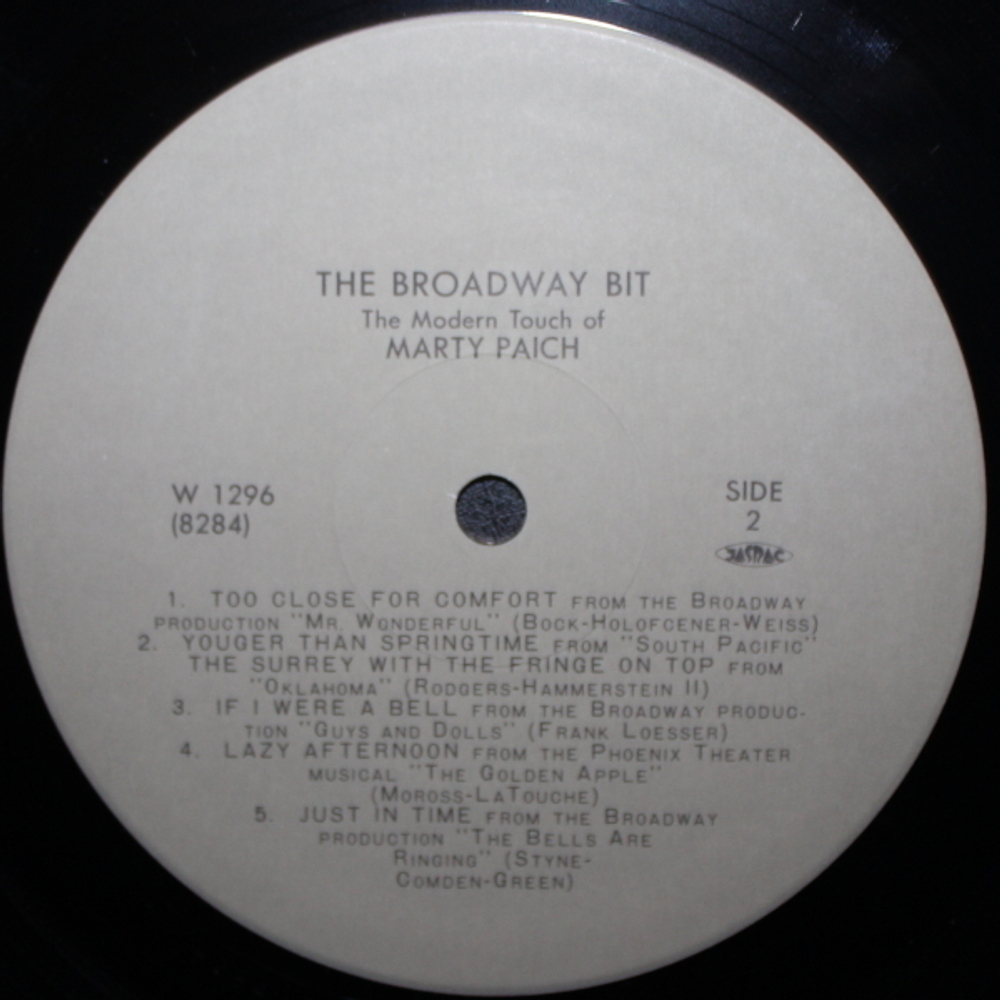 THE BROADWAY BIT
The Modern Touch of
MARTY PAICH
W 1296
(8284)
SIDE
2
JASRAC
1. TOO CLOSE FOR COMFORT FROM THE BROADWAY
PRODUCTION "MR. WONDERFUL" (BOCK-HOLOFCENER-WEISS)
2. YOUGER THAN SPRINGTIME FROM "SOUTH PACIFIC"
THE SURREY WITH THE FRINGE ON TOP FROM
"OKLAHOMA" (RODGERS-HAMMERSTEIN II)
3. IF I WERE A BELL FROM THE BROADWAY PRODUC-
TION "GUYS AND DOLLS" (FRANK LOESSER)
4. LAZY AFTERNOON FROM THE PHOENIX THEATER
MUSICAL "THE GOLDEN APPLE"
(MOROSS-LATOUCHE)
5. JUST IN TIME FROM THE BROADWAY
PRODUCTION "THE BELLS ARE
RINGING" (STYNE-
COMDEN-GREEN)